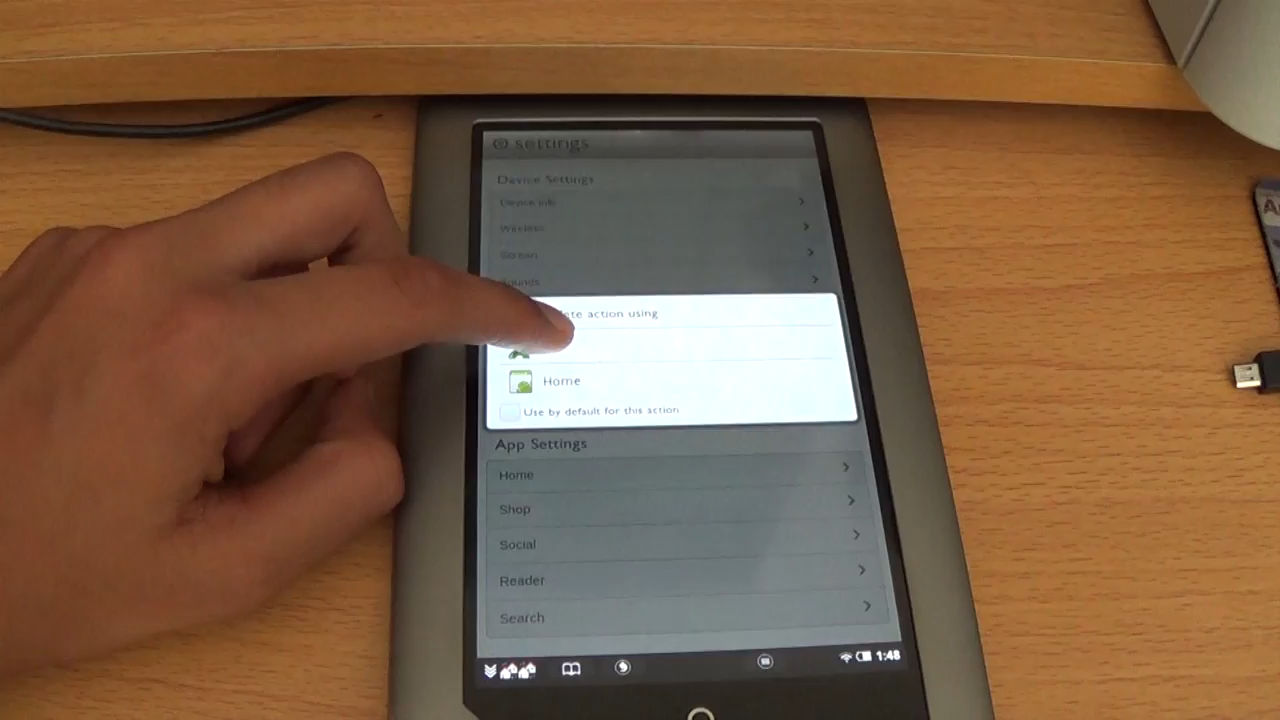 settings
Device Settings
Device info
Wireless
Screen
Sounds
action using
Home
Use by default for this action
App Settings
Home
Shop
Social
Reader
Search
1:48